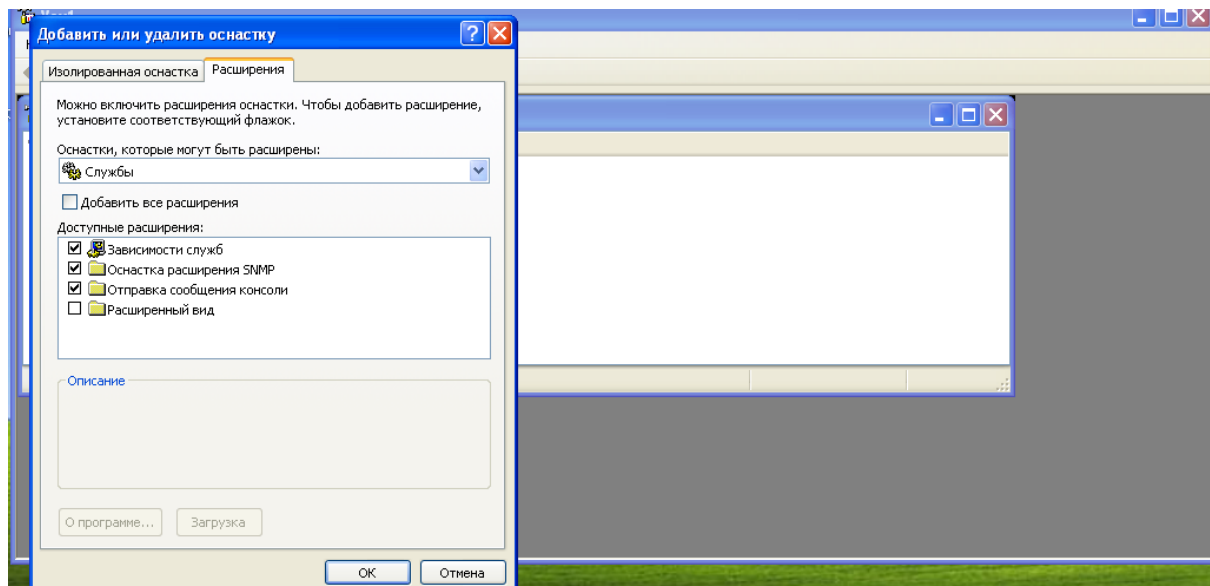 Добавить или удалить оснастку
Изолированная оснастка
Расширения
Можно включить расширения оснастки. Чтобы добавить расширение,
установите соответствующий флажок.
Оснастки, которые могут быть расширены:
Службы
Добавить все расширения
Доступные расширения:
Зависимости служб
Оснастка расширения SNMP
Отправка сообщения консоли
Расширенный вид
Описание
О программе...
Загрузка
ОК
Отмена